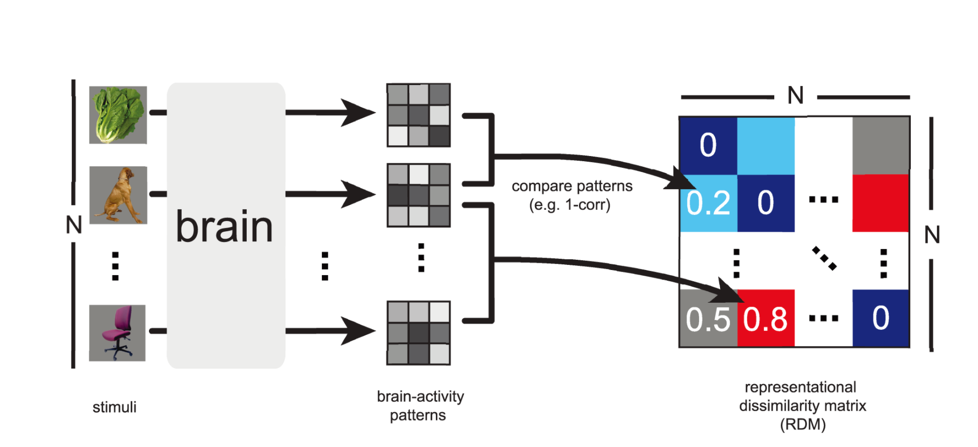 N
brain
stimuli
brain-activity
patterns
compare patterns
(e.g. 1-corr)
N
0
0.2 0 ...
0.5 0.8 ... 0
N
representational
dissimilarity matrix
(RDM)